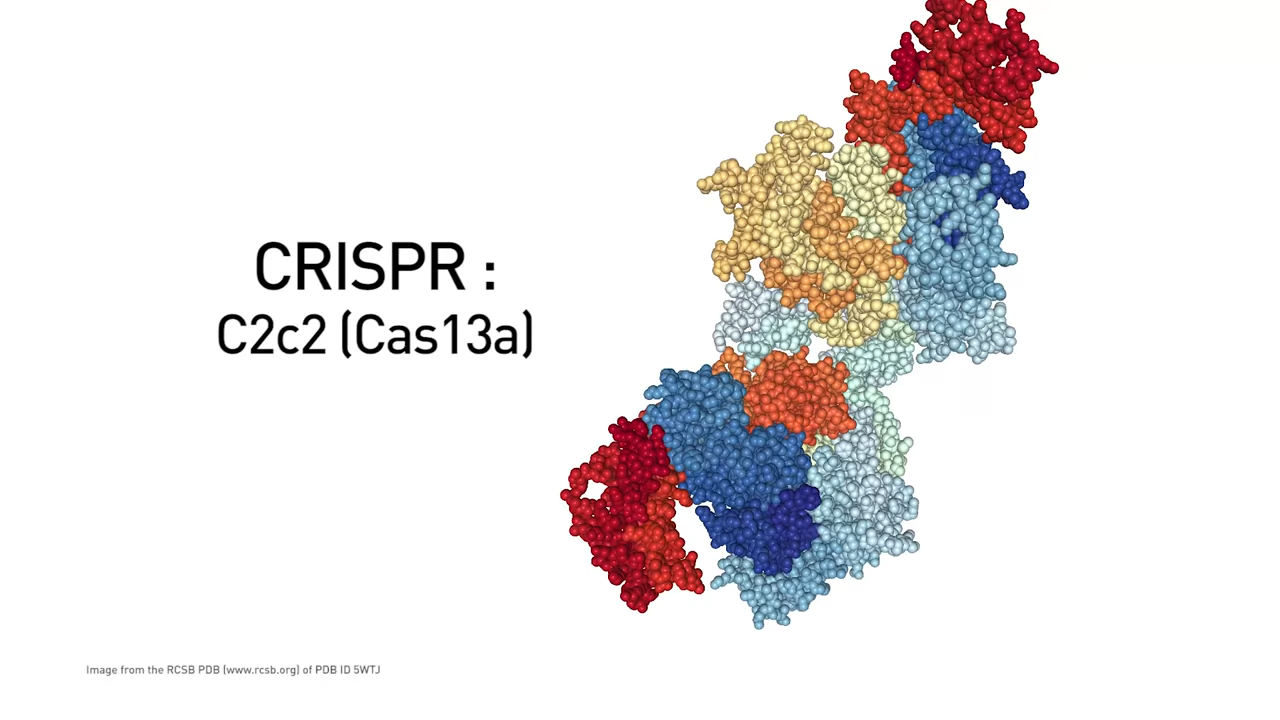 CRISPR :
C2c2 (Cas13a)
Image from the RCSB PDB (www.rcsb.org) of PDB ID 5WTJ